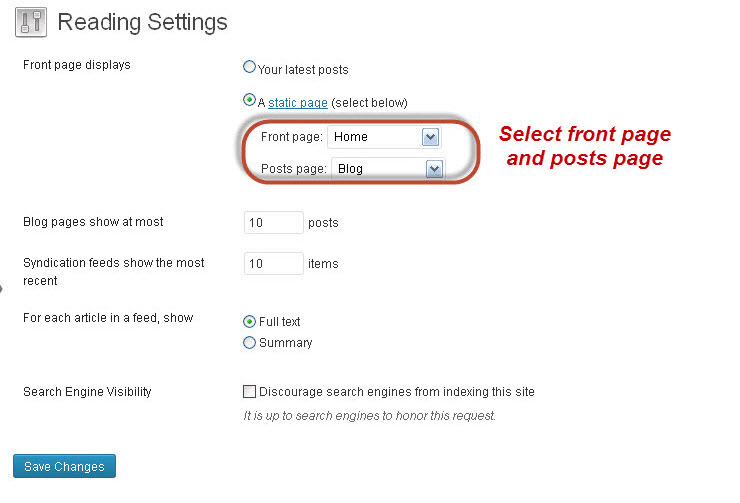 Reading Settings
Front page displays
Your latest posts
A static page (select below)
Front page: Home
Posts page: Blog
Select front page
and posts page
Blog pages show at most 10 posts
Syndication feeds show the most
recent
10 items
For each article in a feed, show
Full text
Summary
Search Engine Visibility
Discourage search engines from indexing this site
It is up to search engines to honor this request.
Save Changes